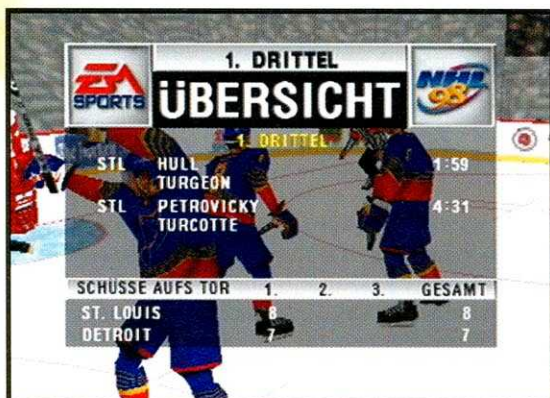 1. DRITTEL
EA
SPORTS
ÜBERSICHT
NHL
98
1. DRITTEL
STL HULL 1:59
TURGEON
STL PETROVICKY 4:31
TURCOTTE
SCHÜSSE AUFS TOR 1. 2. 3. GESAMT
ST. LOUIS 8 8
DETROIT 7 7